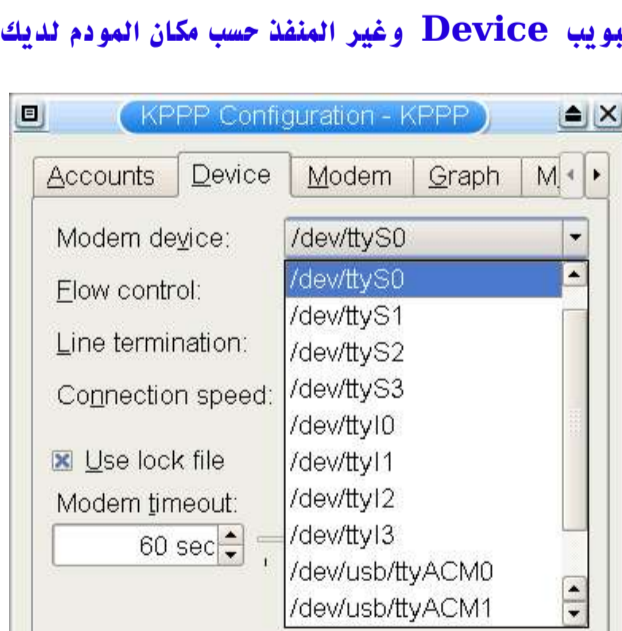 بويب Device وغير المنفذ حسب مكان المودم لديك
KPPP Configuration - KPPP
Accounts Device Modem Graph M
Modem device: /dev/ttyS0
/dev/ttyS0
Flow control:
/dev/ttyS1
Line termination:
/dev/ttyS2
Connection speed:
/dev/ttyS3
/dev/ttyI0
Use lock file
/dev/ttyI1
Modem timeout:
/dev/ttyI2
60 sec
/dev/ttyI3
/dev/usb/ttyACM0
/dev/usb/ttyACM1